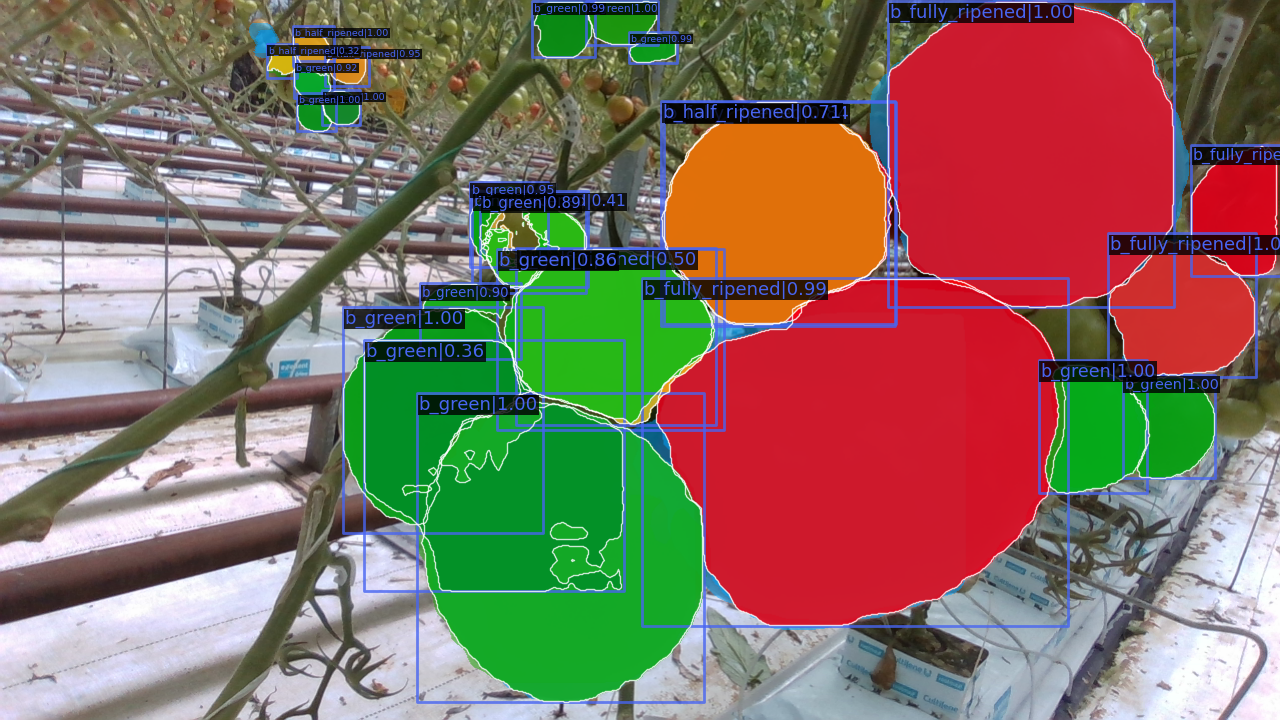 b_green|0.99
reen|1.00
b_green|0.99
b_fully_ripened|1.00
b_half_ripened|1.00
b_half_ripened|0.32
ripened|0.95
b_green|0.92
b_green|1.00
1.00
b_half_ripened|0.71
b_fully_ripe
b_green|0.95
b_green|0.89
0.41
b_fully_ripened|1.0
b_green|0.86
ned|0.50
b_fully_ripened|0.99
b_green|0.90
b_green|1.00
b_green|0.36
b_green|1.00
b_green|1.00
b_green|1.00
Cultilene
Cultilene